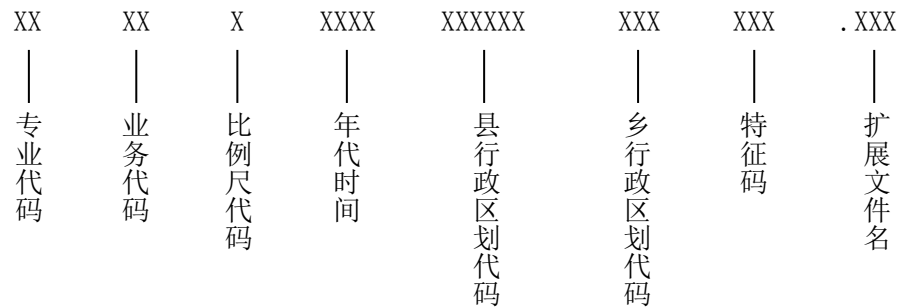 XX XX X XXXX XXXXXX XXX XXX .XXX
专业代码
业务代码
比例尺代码
年代时间
县行政区划代码
乡行政区划代码
特征码
扩展文件名